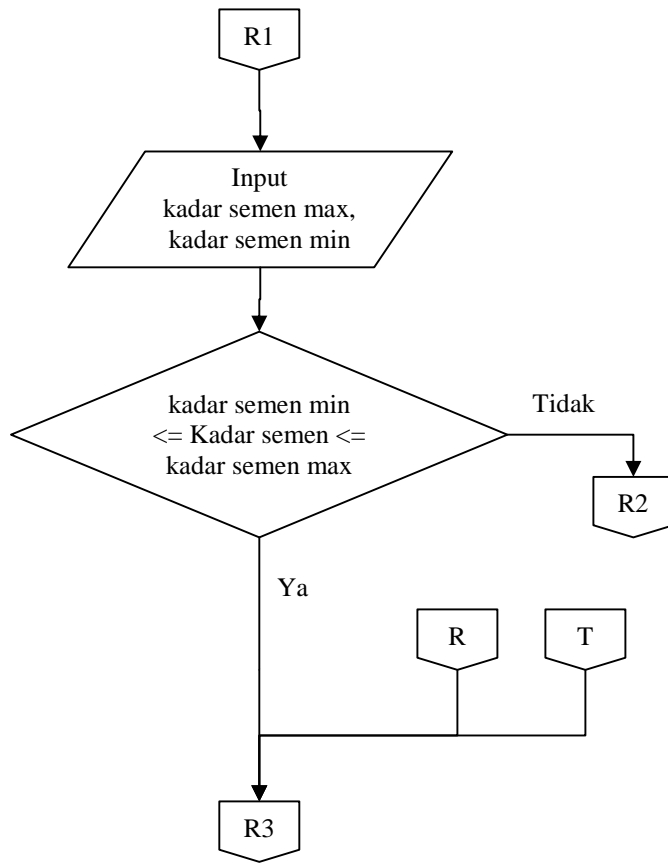 R1
Input
kadar semen max,
kadar semen min
kadar semen min
<= Kadar semen <=
kadar semen max
Tidak
R2
Ya
R
T
R3